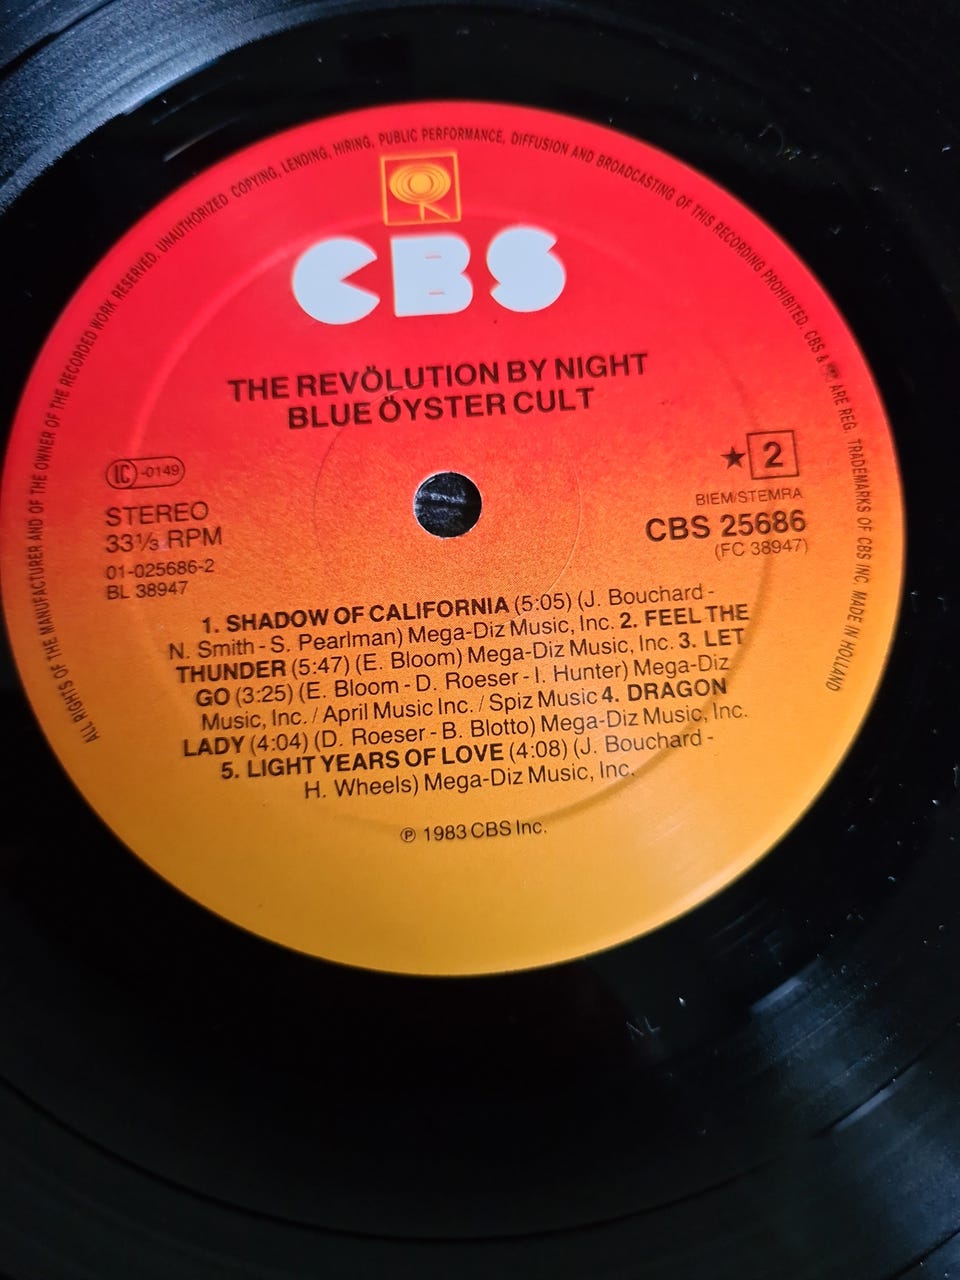 ALL RIGHTS OF THE MANUFACTURER AND OF THE OWNER OF THE RECORDED WORK RESERVED. UNAUTHORIZED COPYING, LENDING, HIRING, PUBLIC PERFORMANCE, DIFFUSION AND BROADCASTING OF THIS RECORDING PROHIBITED. CBS & ARE REG. TRADEMARKS OF CBS INC. MADE IN HOLLAND
CBS
THE REVÖLUTION BY NIGHT
BLUE ÖYSTER CULT
LC -0149
STEREO
33⅓ RPM
01-025686-2
BL 38947
★ 2
BIEM/STEMRA
CBS 25686
(FC 38947)
1. SHADOW OF CALIFORNIA (5:05) (J. Bouchard -
N. Smith - S. Pearlman) Mega-Diz Music, Inc. 2. FEEL THE
THUNDER (5:47) (E. Bloom) Mega-Diz Music, Inc. 3. LET
GO (3:25) (E. Bloom - D. Roeser - I. Hunter) Mega-Diz
Music, Inc. / April Music Inc. / Spiz Music 4. DRAGON
LADY (4:04) (D. Roeser - B. Blotto) Mega-Diz Music, Inc.
5. LIGHT YEARS OF LOVE (4:08) (J. Bouchard -
H. Wheels) Mega-Diz Music, Inc.
℗ 1983 CBS Inc.